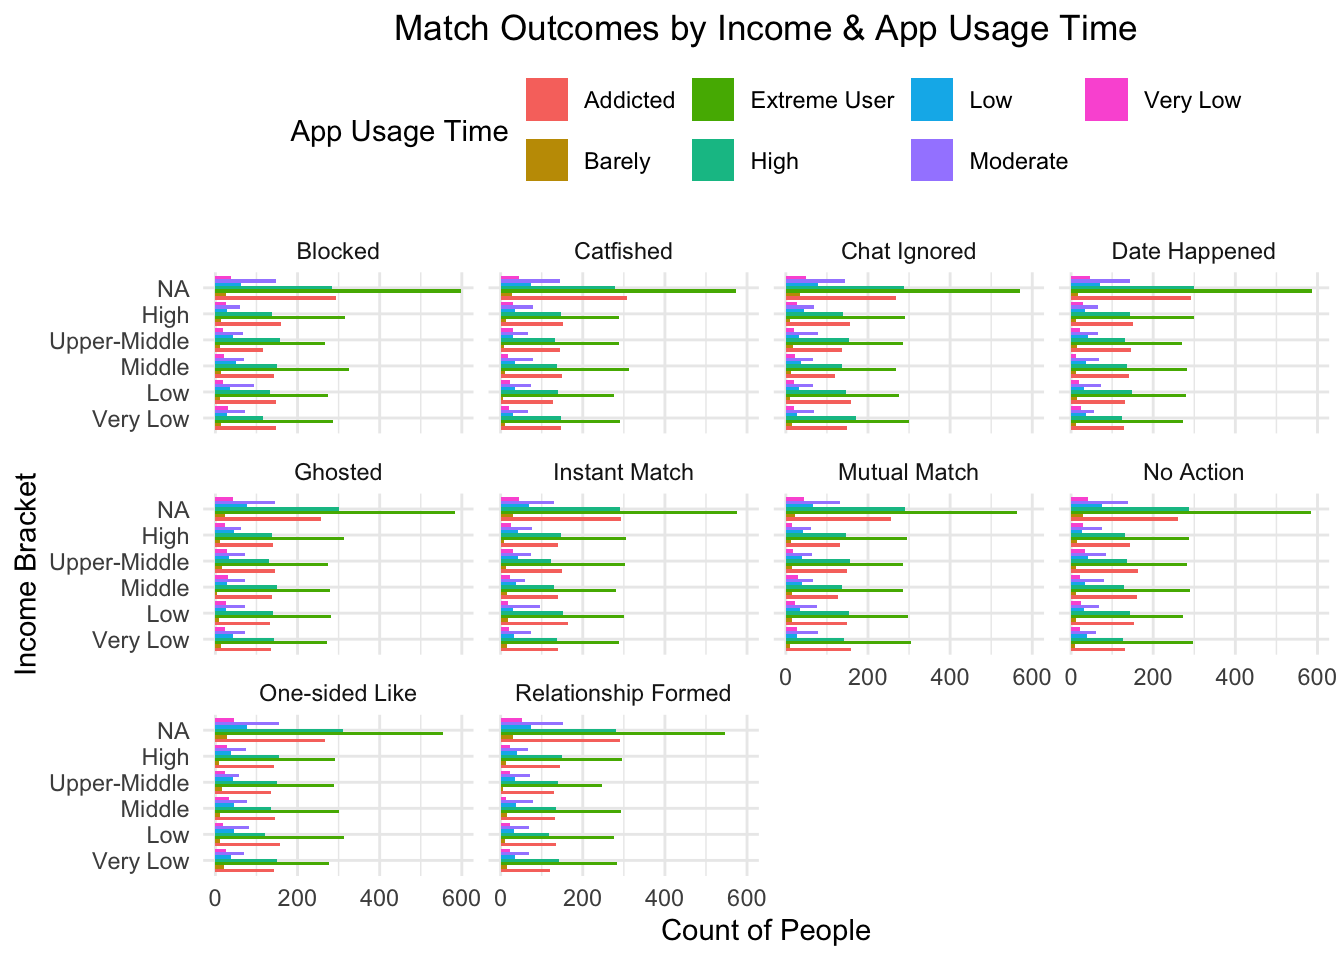 Match Outcomes by Income & App Usage Time
App Usage Time
Addicted
Extreme User
Low
Very Low
Barely
High
Moderate
Blocked
Catfished
Chat Ignored
Date Happened
NA
High
Upper-Middle
Middle
Low
Very Low
Ghosted
Instant Match
Mutual Match
No Action
NA
High
Upper-Middle
Middle
Low
Very Low
0 200 400 600
0 200 400 600
One-sided Like
Relationship Formed
NA
High
Upper-Middle
Middle
Low
Very Low
0 200 400 600
0 200 400 600
Income Bracket
Count of People